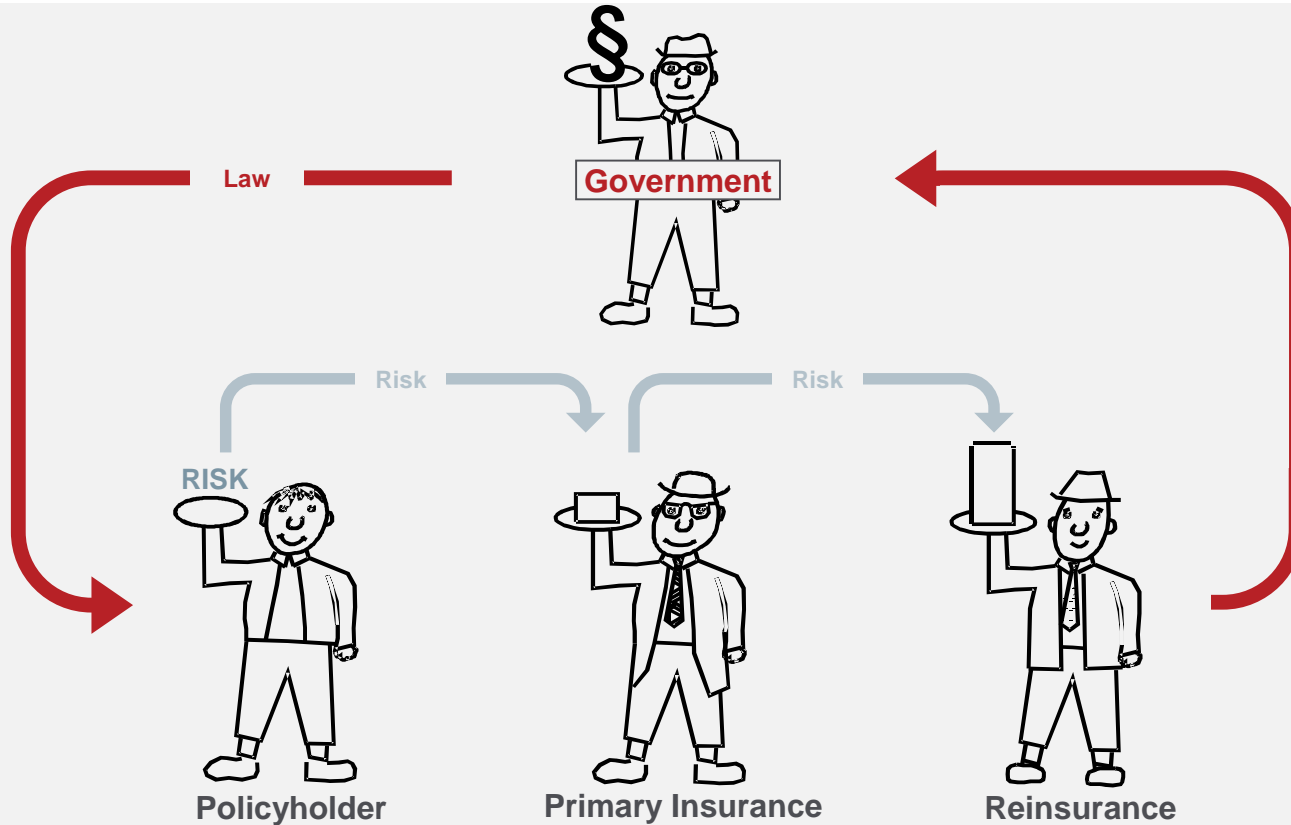 §
Law
Government
Risk
Risk
RISK
Policyholder
Primary Insurance
Reinsurance